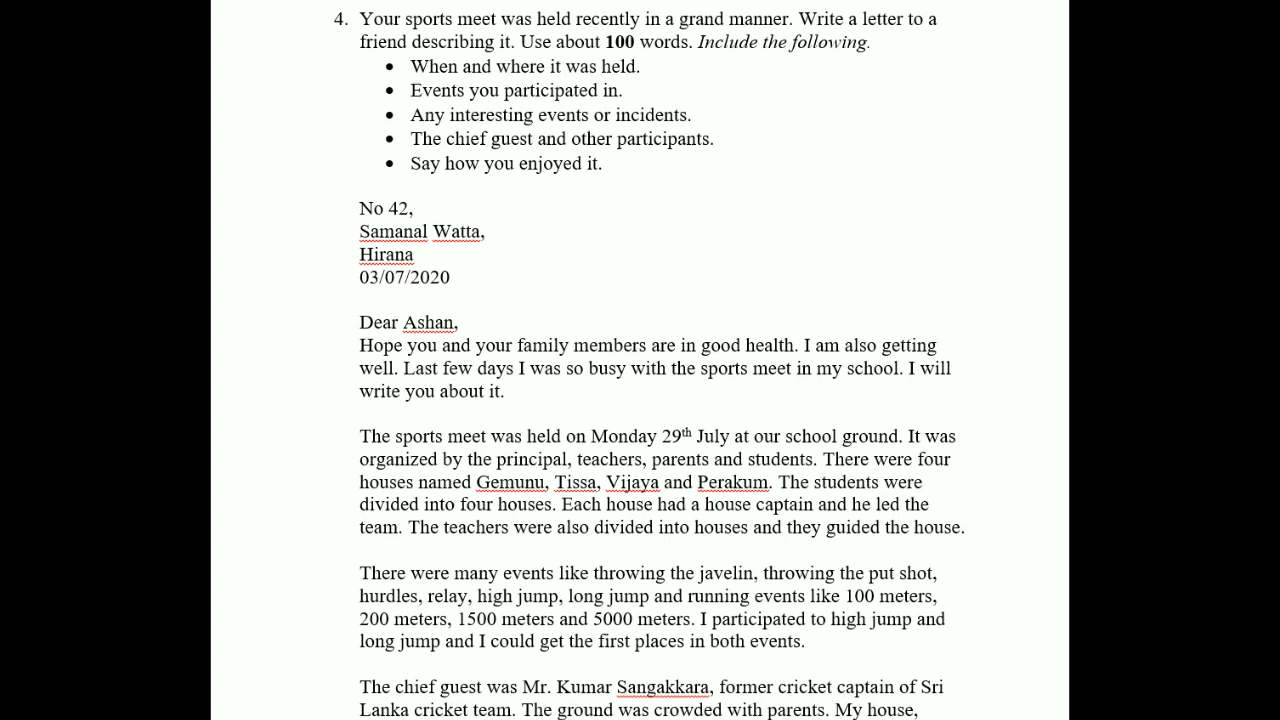 4. Your sports meet was held recently in a grand manner. Write a letter to a
friend describing it. Use about 100 words. Include the following.
• When and where it was held.
• Events you participated in.
• Any interesting events or incidents.
• The chief guest and other participants.
• Say how you enjoyed it.
No 42,
Samanal Watta,
Hirana
03/07/2020
Dear Ashan,
Hope you and your family members are in good health. I am also getting
well. Last few days I was so busy with the sports meet in my school. I will
write you about it.
The sports meet was held on Monday 29th July at our school ground. It was
organized by the principal, teachers, parents and students. There were four
houses named Gemunu, Tissa, Vijaya and Perakum. The students were
divided into four houses. Each house had a house captain and he led the
team. The teachers were also divided into houses and they guided the house.
There were many events like throwing the javelin, throwing the put shot,
hurdles, relay, high jump, long jump and running events like 100 meters,
200 meters, 1500 meters and 5000 meters. I participated to high jump and
long jump and I could get the first places in both events.
The chief guest was Mr. Kumar Sangakkara, former cricket captain of Sri
Lanka cricket team. The ground was crowded with parents. My house,